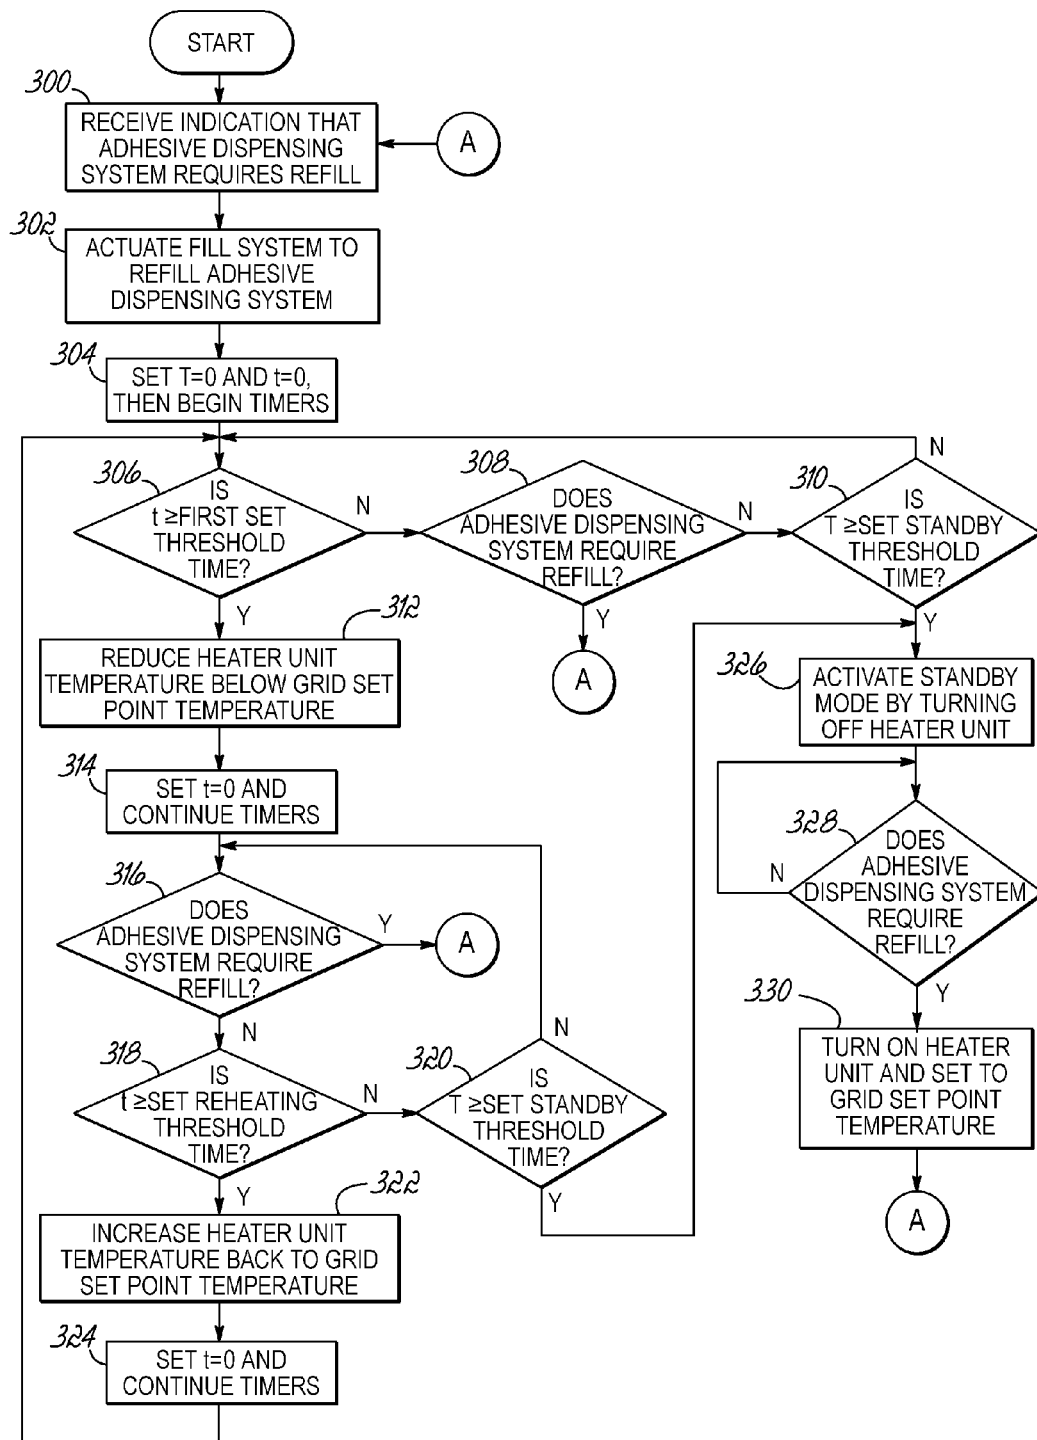 START
300
RECEIVE INDICATION THAT
ADHESIVE DISPENSING
SYSTEM REQUIRES REFILL
A
302
ACTUATE FILL SYSTEM TO
REFILL ADHESIVE
DISPENSING SYSTEM
304
SET T=0 AND t=0,
THEN BEGIN TIMERS
306
IS
t ≥FIRST SET
THRESHOLD
TIME?
N
Y
308
DOES
ADHESIVE DISPENSING
SYSTEM REQUIRE
REFILL?
N
Y
A
310
IS
T ≥SET STANDBY
THRESHOLD
TIME?
N
Y
312
REDUCE HEATER UNIT
TEMPERATURE BELOW GRID SET
POINT TEMPERATURE
314
SET t=0 AND
CONTINUE TIMERS
316
DOES
ADHESIVE DISPENSING
SYSTEM REQUIRE
REFILL?
Y
A
N
318
IS
t ≥SET REHEATING
THRESHOLD
TIME?
N
Y
320
IS
T ≥SET STANDBY
THRESHOLD
TIME?
N
Y
322
INCREASE HEATER UNIT
TEMPERATURE BACK TO GRID
SET POINT TEMPERATURE
324
SET t=0 AND
CONTINUE TIMERS
326
ACTIVATE STANDBY
MODE BY TURNING
OFF HEATER UNIT
328
DOES
ADHESIVE
DISPENSING SYSTEM
REQUIRE
REFILL?
N
Y
330
TURN ON HEATER
UNIT AND SET TO
GRID SET POINT
TEMPERATURE
A